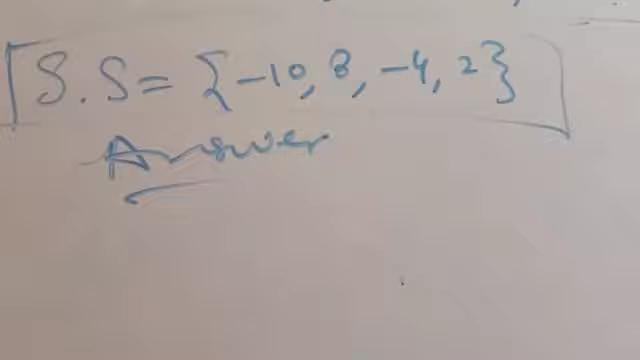 S.S = {-10, 8, -4, 2}
Answer